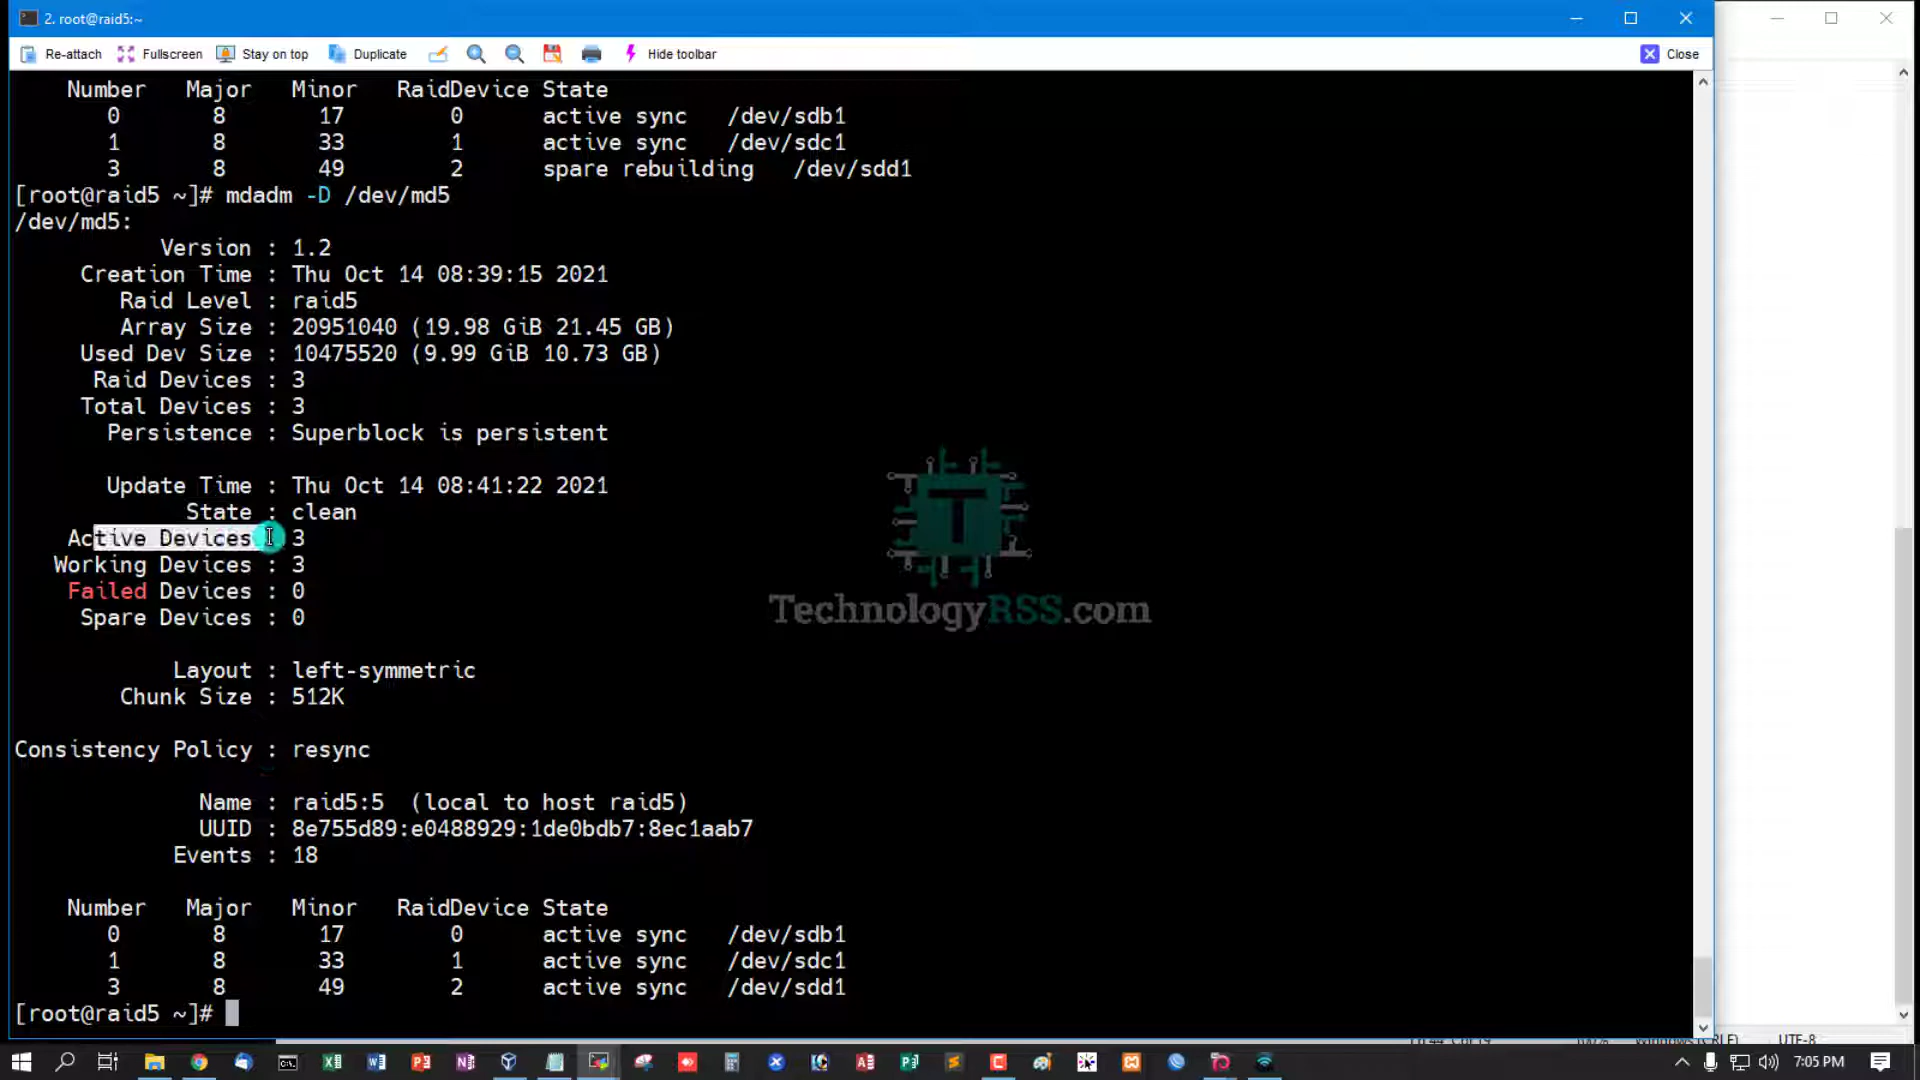 2. root@raid5:~
Re-attach Fullscreen Stay on top Duplicate Hide toolbar Close
Number Major Minor RaidDevice State
0 8 17 0 active sync /dev/sdb1
1 8 33 1 active sync /dev/sdc1
3 8 49 2 spare rebuilding /dev/sdd1
[root@raid5 ~]# mdadm -D /dev/md5
/dev/md5:
Version : 1.2
Creation Time : Thu Oct 14 08:39:15 2021
Raid Level : raid5
Array Size : 20951040 (19.98 GiB 21.45 GB)
Used Dev Size : 10475520 (9.99 GiB 10.73 GB)
Raid Devices : 3
Total Devices : 3
Persistence : Superblock is persistent
Update Time : Thu Oct 14 08:41:22 2021
State : clean
Active Devices : 3
Working Devices : 3
Failed Devices : 0
Spare Devices : 0
TechnologyRSS.com
Layout : left-symmetric
Chunk Size : 512K
Consistency Policy : resync
Name : raid5:5 (local to host raid5)
UUID : 8e755d89:e0488929:1de0bdb7:8ec1aab7
Events : 18
Number Major Minor RaidDevice State
0 8 17 0 active sync /dev/sdb1
1 8 33 1 active sync /dev/sdc1
3 8 49 2 active sync /dev/sdd1
[root@raid5 ~]#
UTF-8
7:05 PM